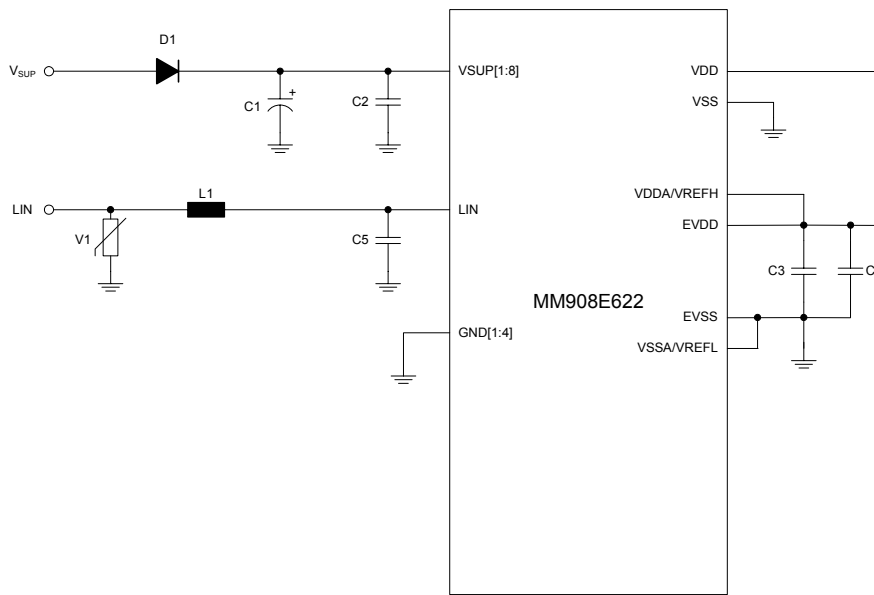 D1
VSUP
VSUP[1:8]
VDD
C1
+
C2
VSS
L1
VDDA/VREFH
LIN
LIN
EVDD
V1
C5
C3
C
MM908E622
EVSS
GND[1:4]
VSSA/VREFL